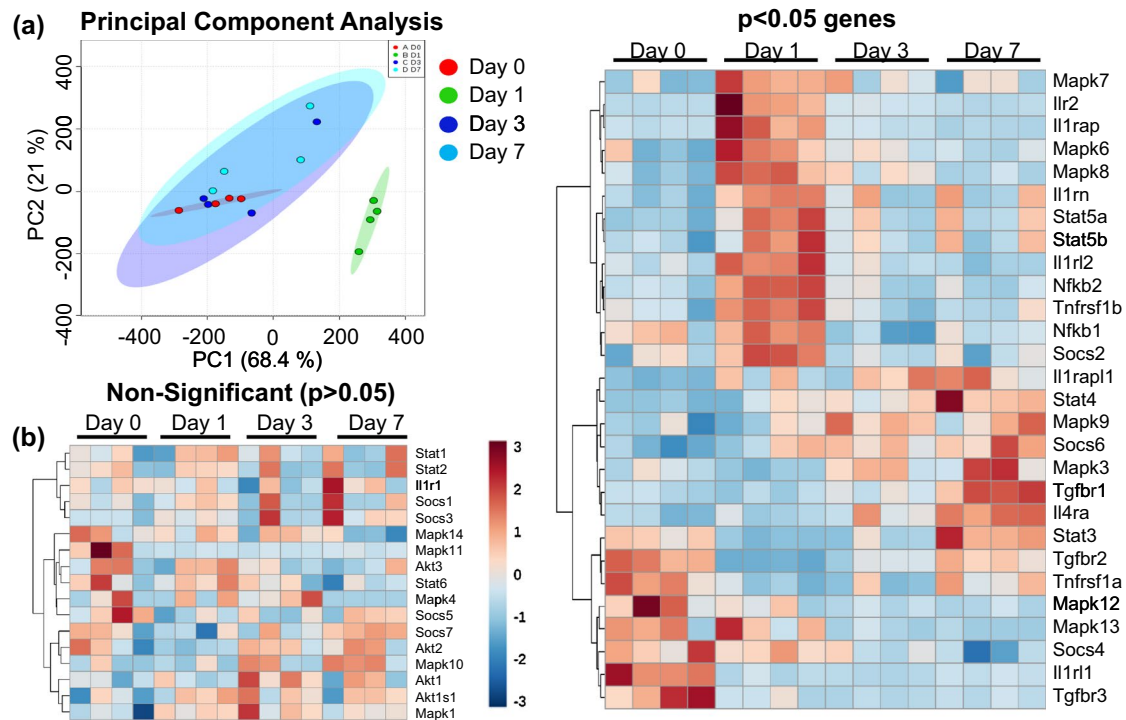 (a)
Principal Component Analysis
A D0
B D1
C D3
D D7
Day 0
Day 1
Day 3
Day 7
PC2 (21 %)
400
200
0
-200
-400
-400
-200
0
200
400
PC1 (68.4 %)
Non-Significant (p>0.05)
(b)
Day 0 Day 1 Day 3 Day 7
Stat1
Stat2
Il1r1
Socs1
Socs3
Mapk14
Mapk11
Akt3
Stat6
Mapk4
Socs5
Socs7
Akt2
Mapk10
Akt1
Akt1s1
Mapk1
3
2
1
0
-1
-2
-3
p<0.05 genes
Day 0 Day 1 Day 3 Day 7
Mapk7
Ilr2
Il1rap
Mapk6
Mapk8
Il1rn
Stat5a
Stat5b
Il1rl2
Nfkb2
Tnfrsf1b
Nfkb1
Socs2
Il1rapl1
Stat4
Mapk9
Socs6
Mapk3
Tgfbr1
Il4ra
Stat3
Tgfbr2
Tnfrsf1a
Mapk12
Mapk13
Socs4
Il1rl1
Tgfbr3